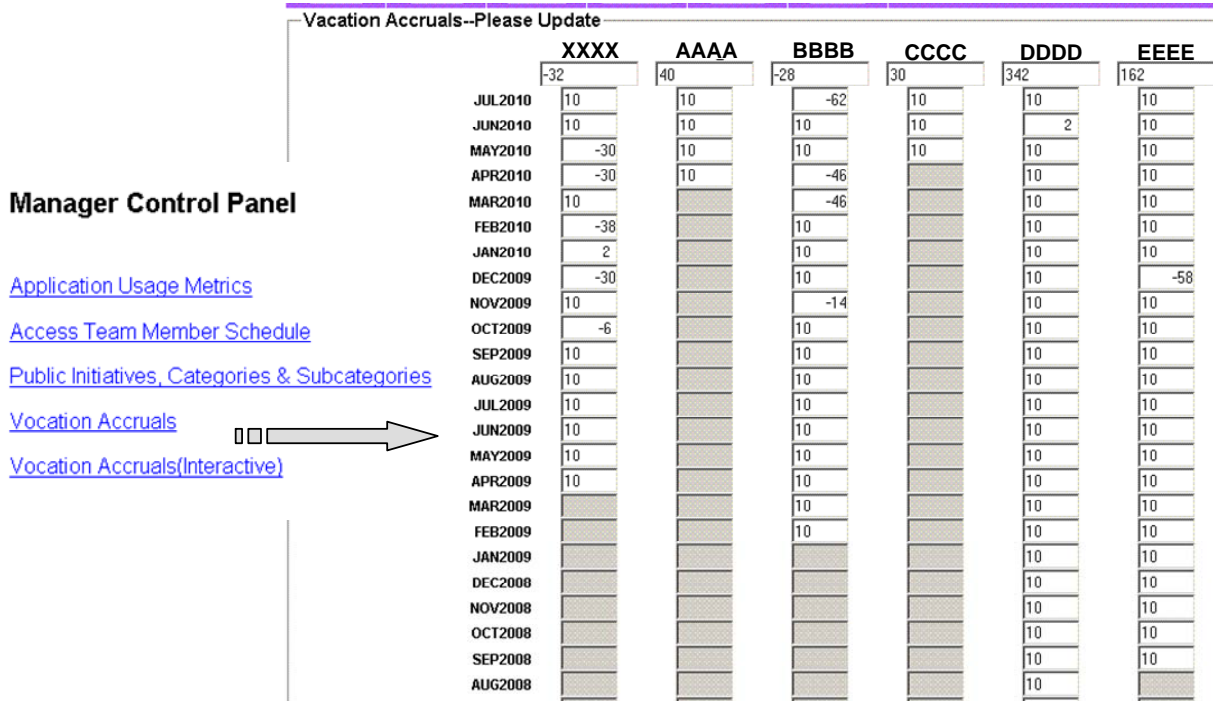 Vacation Accruals--Please Update
XXXX AAAA BBBB CCCC DDDD EEEE
-32 40 -28 30 342 162
JUL2010 10 10 -62 10 10 10
JUN2010 10 10 10 10 2 10
MAY2010 -30 10 10 10 10 10
APR2010 -30 10 -46 10 10
MAR2010 10 -46 10 10
FEB2010 -38 10 10 10
JAN2010 2 10 10 10
DEC2009 -30 10 10 -58
NOV2009 10 -14 10 10
OCT2009 -6 10 10 10
SEP2009 10 10 10 10
AUG2009 10 10 10 10
JUL2009 10 10 10 10
JUN2009 10 10 10 10
MAY2009 10 10 10 10
APR2009 10 10 10 10
MAR2009 10 10 10
FEB2009 10 10 10
JAN2009 10 10
DEC2008 10 10
NOV2008 10 10
OCT2008 10 10
SEP2008 10 10
AUG2008 10
Manager Control Panel
Application Usage Metrics
Access Team Member Schedule
Public Initiatives, Categories & Subcategories
Vocation Accruals
Vocation Accruals(Interactive)